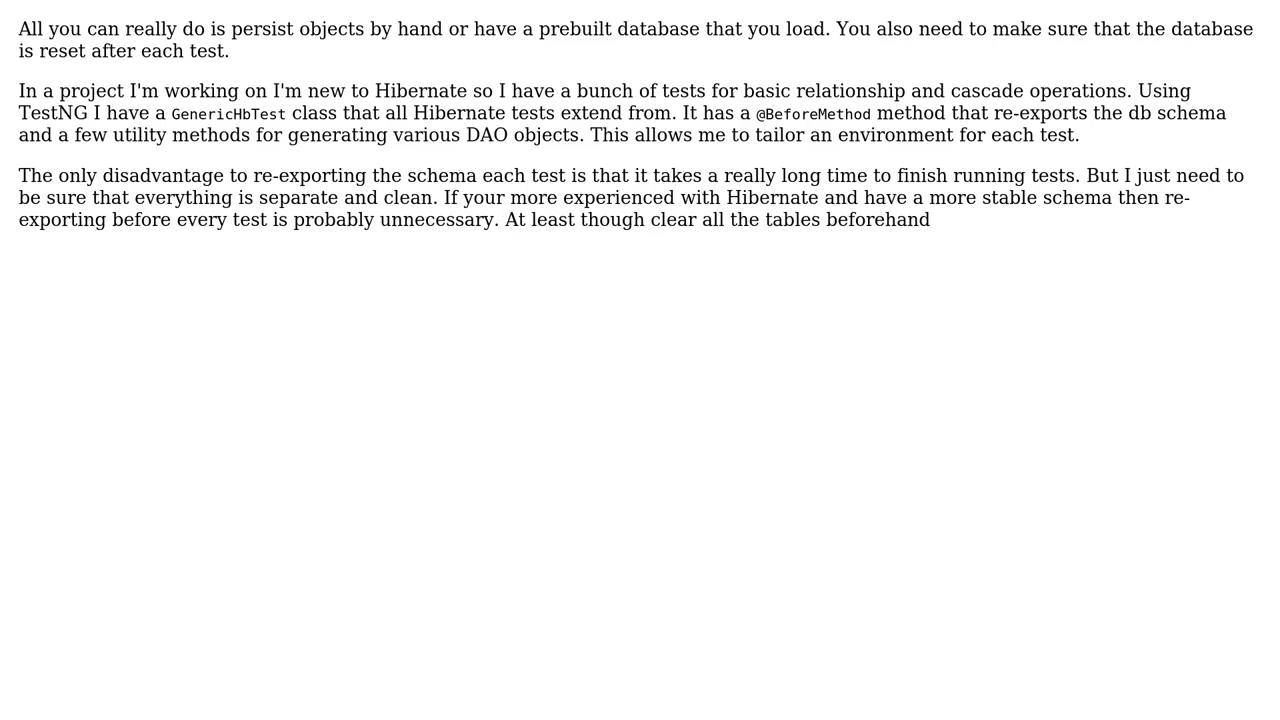 All you can really do is persist objects by hand or have a prebuilt database that you load. You also need to make sure that the database
is reset after each test.
In a project I'm working on I'm new to Hibernate so I have a bunch of tests for basic relationship and cascade operations. Using
TestNG I have a GenericHbTest class that all Hibernate tests extend from. It has a @BeforeMethod method that re-exports the db schema
and a few utility methods for generating various DAO objects. This allows me to tailor an environment for each test.
The only disadvantage to re-exporting the schema each test is that it takes a really long time to finish running tests. But I just need to
be sure that everything is separate and clean. If your more experienced with Hibernate and have a more stable schema then re-
exporting before every test is probably unnecessary. At least though clear all the tables beforehand